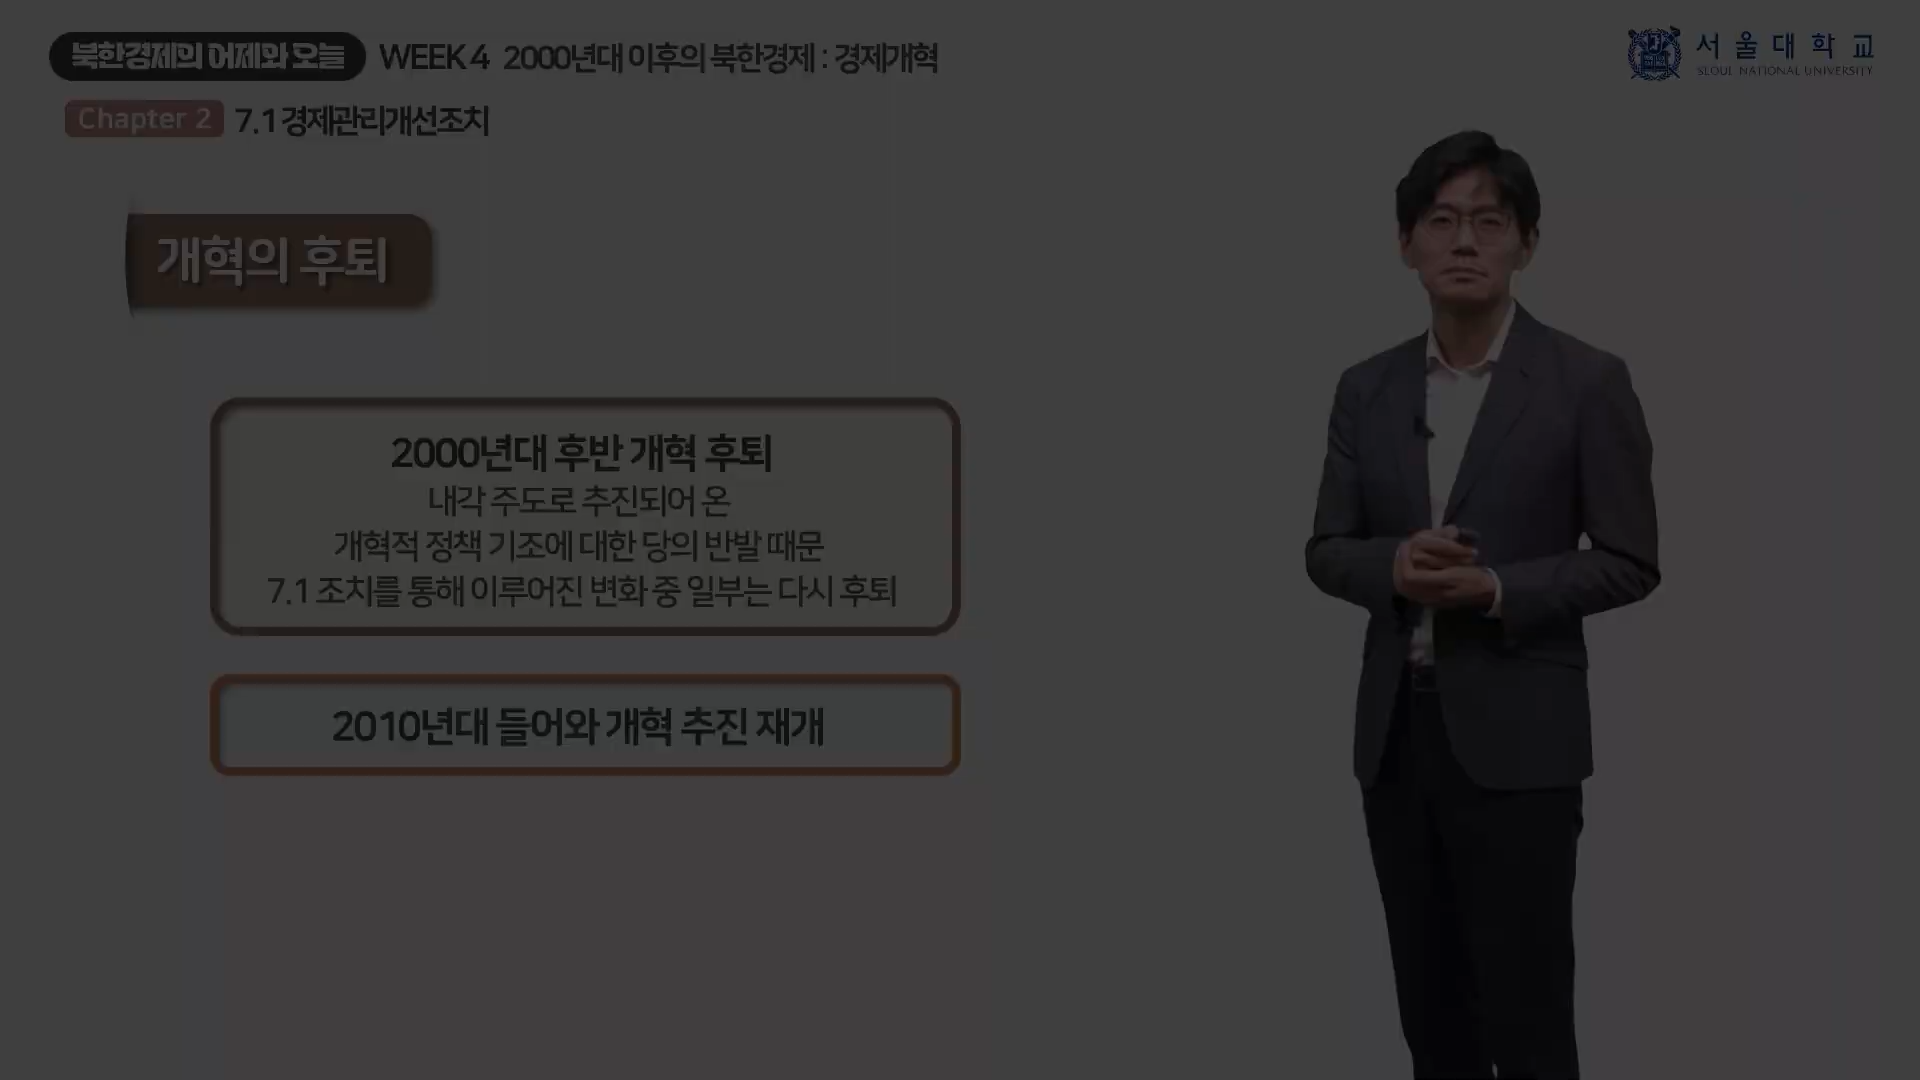 북한경제의 어제와 오늘 WEEK 4 2000년대 이후의 북한경제 : 경제개혁
서울대학교
SEOUL NATIONAL UNIVERSITY
Chapter 2 7.1 경제관리개선조치
개혁의 후퇴
2000년대 후반 개혁 후퇴
내각 주도로 추진되어 온
개혁적 정책 기조에 대한 당의 반발 때문
7.1 조치를 통해 이루어진 변화 중 일부는 다시 후퇴
2010년대 들어와 개혁 추진 재개